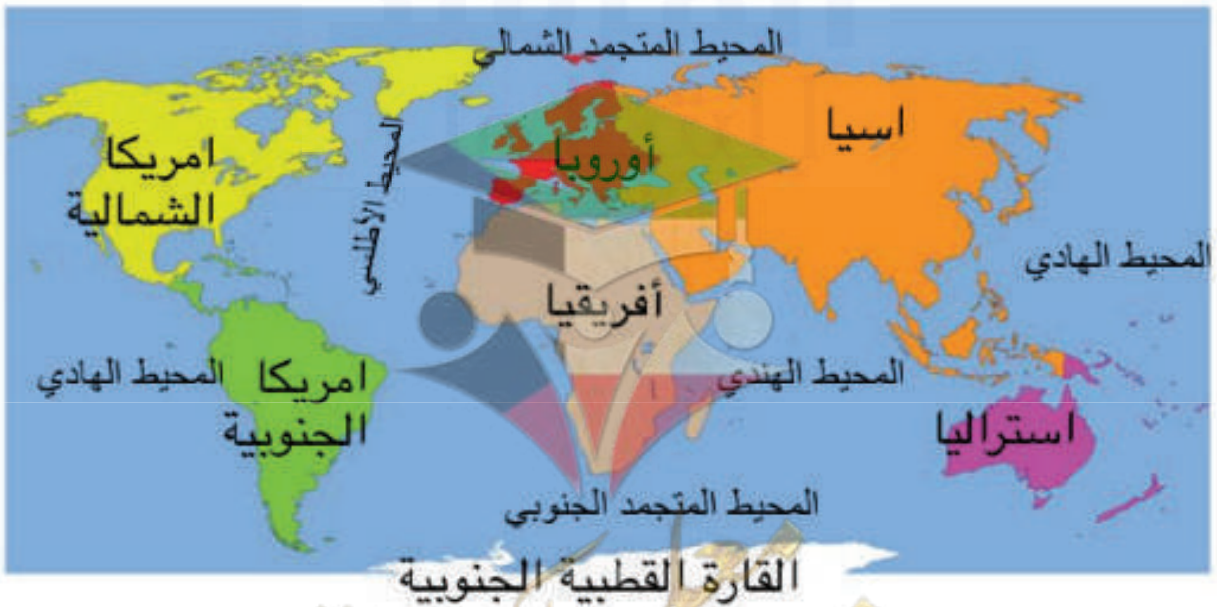 المحيط المتجمد الشمالي
اسيا
امريكا
الشمالية
المحيط الأطلسي
أوروبا
المحيط الهادي
أفريقيا
المحيط الهادي
امريكا
الجنوبية
المحيط الهندي
استراليا
المحيط المتجمد الجنوبي
القارة القطبية الجنوبية